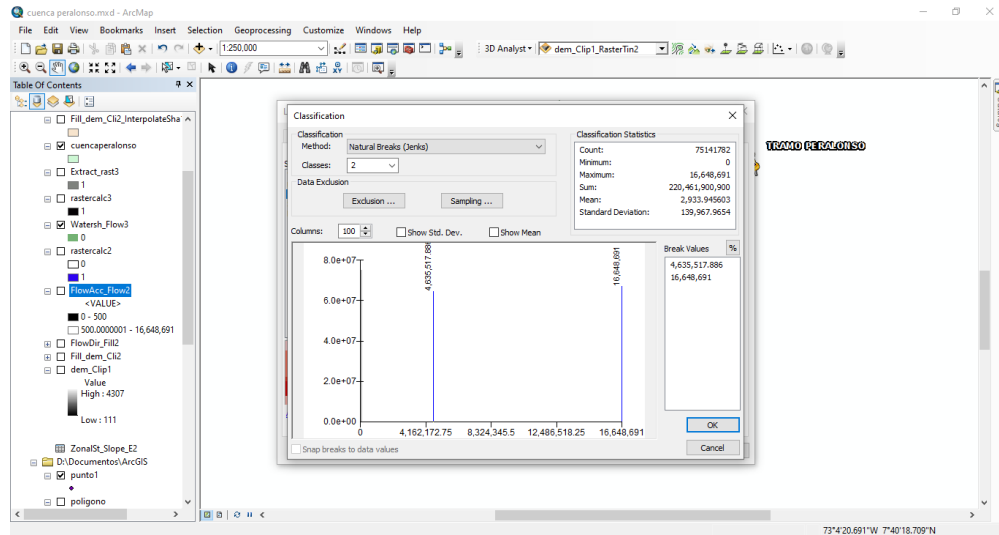 cuenca peralonso.mxd - ArcMap
File Edit View Bookmarks Insert Selection Geoprocessing Customize Windows Help
1:250,000
3D Analyst
dem_Clip1_RasterTin2
Table Of Contents
Fill_dem_Cli2_InterpolateSha
cuencaperalonso
Extract_rast3
1
rastercalc3
1
Watersh_Flow3
0
rastercalc2
0
1
FlowAcc_Flow2
<VALUE>
0 - 500
500.0000001 - 16,648,691
FlowDir_Fill2
Fill_dem_Cli2
dem_Clip1
Value
High : 4307
Low : 111
ZonalSt_Slope_E2
D:\Documentos\ArcGIS
punto1
poligono
Classification
Classification
Method: Natural Breaks (Jenks)
Classes: 2
Data Exclusion
Exclusion ... Sampling ...
Classification Statistics
Count: 75141782
Minimum: 0
Maximum: 16,648,691
Sum: 220,461,900,900
Mean: 2,933.945603
Standard Deviation: 139,967.9654
Columns: 100 Show Std. Dev. Show Mean
Break Values %
4,635,517.886
16,648,691
4,635,517.886
16,648,691
8.0e+07
6.0e+07
4.0e+07
2.0e+07
0.0e+00
0 4,162,172.75 8,324,345.5 12,486,518.25 16,648,691
Snap breaks to data values
OK
Cancel
TRAMO PERALONSO
73°4'20.691"W 7°40'18.709"N